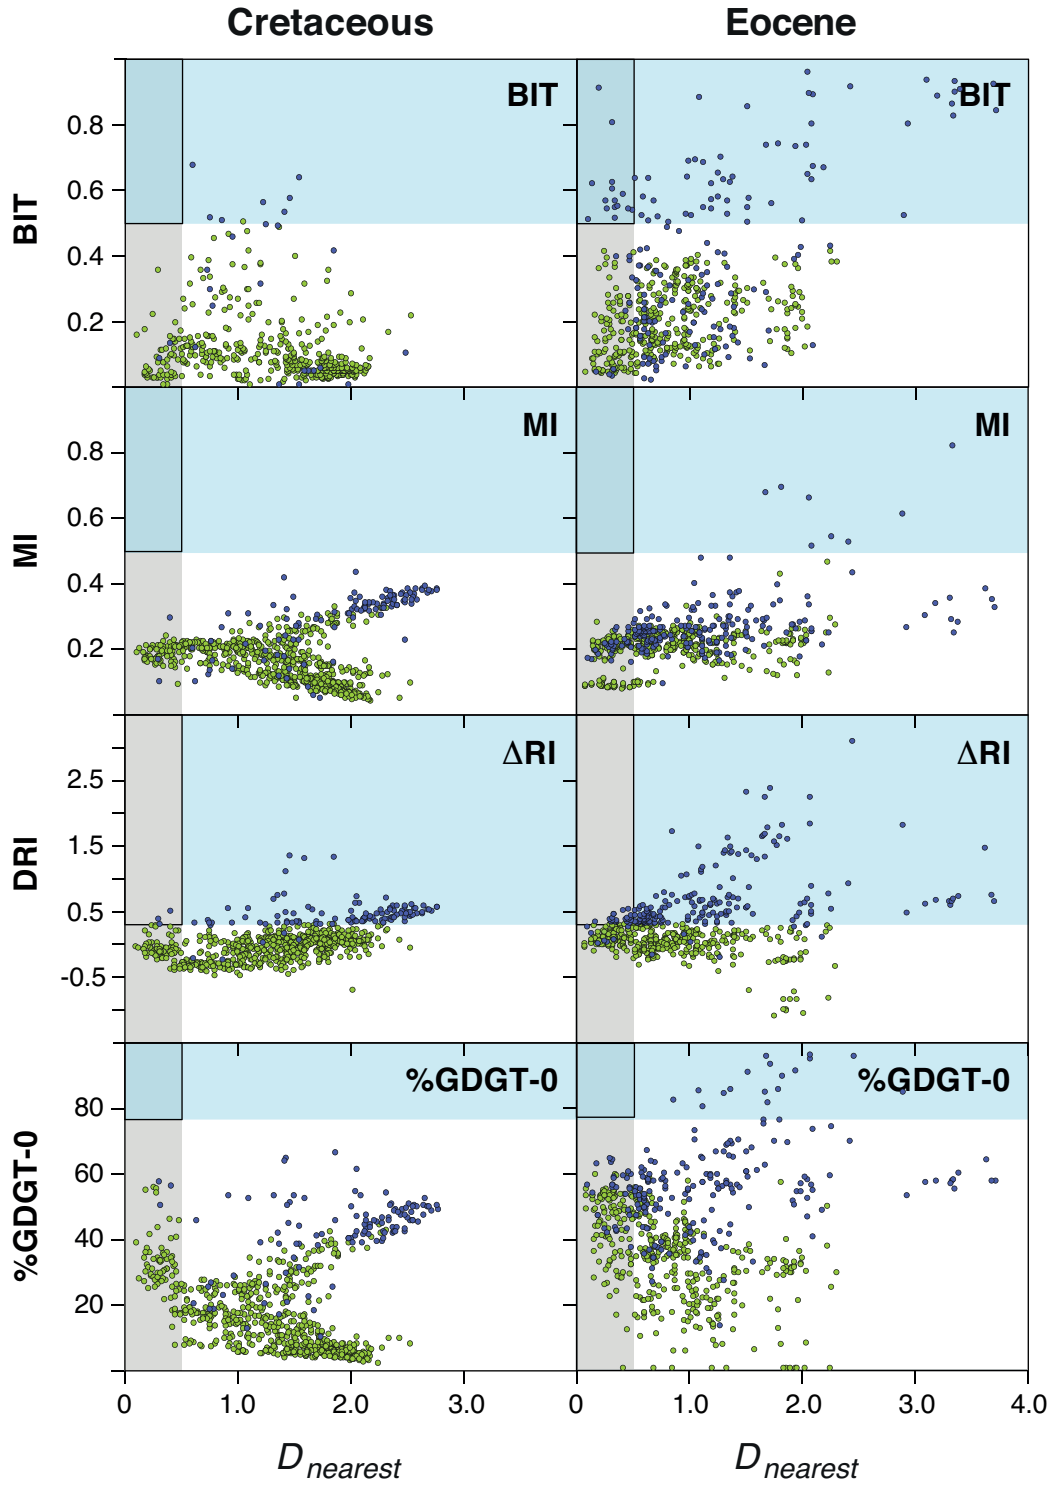 Cretaceous Eocene
BIT
BIT
BIT
0.8
0.6
0.4
0.2
MI
MI
MI
0.8
0.6
0.4
0.2
DRI
ΔRI
ΔRI
2.5
1.5
0.5
-0.5
%GDGT-0
%GDGT-0
%GDGT-0
80
60
40
20
0 1.0 2.0 3.0 0 1.0 2.0 3.0 4.0
D nearest D nearest